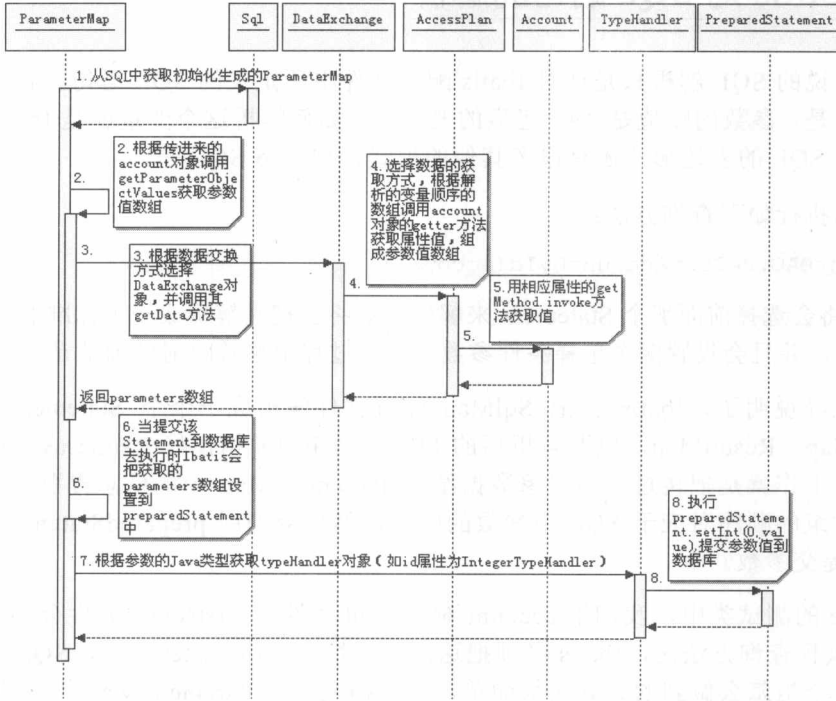 ParameterMap
Sql
DataExchange
AccessPlan
Account
TypeHandler
PreparedStatement
1.从SQL中获取初始化生成的ParameterMap
2.根据传进来的
account对象调用
getParameterObje
ctValues获取参数
值数组
2.
3.
3.根据数据交换
方式选择
DataExchange对
象,并调用其
getData方法
4.选择数据的获
取方式,根据解
析的变量顺序的
数组调用account
对象的getter方法
获取属性值,组
成参数值数组
4.
5.用相应属性的get
Method.invoke方
法获取值
5.
返回parameters数组
6.当提交该
Statement到数据库
去执行时Ibatis会
把获取的
parameters数组设
置到
preparedStatement
中
6.
7.根据参数的Java类型获取typeHandler对象(如id属性为IntegerTypeHandler)
8.执行
preparedStateme
nt.setInt(0,val
ue),提交参数值到
数据库
8.